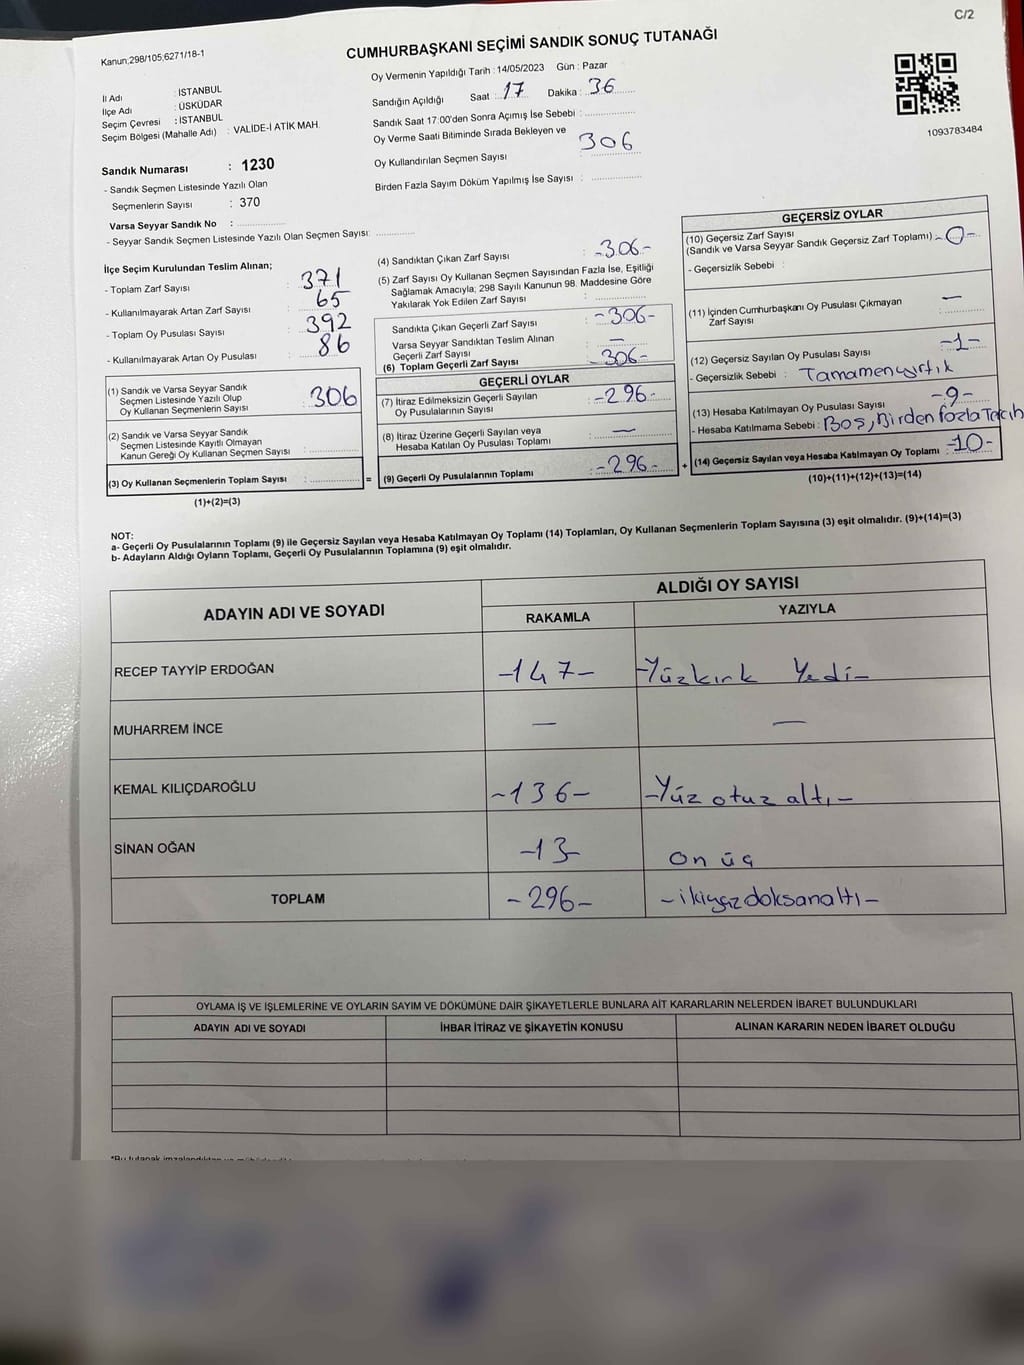 C/2
Kanun;298/105;6271/18-1
CUMHURBAŞKANI SEÇİMİ SANDIK SONUÇ TUTANAĞI
İl Adı : İSTANBUL
İlçe Adı : ÜSKÜDAR
Seçim Çevresi : İSTANBUL
Seçim Bölgesi (Mahalle Adı) : VALİDE-İ ATİK MAH.
Oy Vermenin Yapıldığı Tarih : 14/05/2023 Gün : Pazar
Sandığın Açıldığı Saat : 17 Dakika : 36
Sandık Saat 17:00'den Sonra Açımış İse Sebebi :
Oy Verme Saati Bitiminde Sırada Bekleyen ve
Oy Kullandırılan Seçmen Sayısı : 306
Birden Fazla Sayım Döküm Yapılmış İse Sayısı :
1093783484
Sandık Numarası : 1230
- Sandık Seçmen Listesinde Yazılı Olan
Seçmenlerin Sayısı : 370
Varsa Seyyar Sandık No :
- Seyyar Sandık Seçmen Listesinde Yazılı Olan Seçmen Sayısı:
İlçe Seçim Kurulundan Teslim Alınan;
- Toplam Zarf Sayısı : 371
- Kullanılmayarak Artan Zarf Sayısı : 65
- Toplam Oy Pusulası Sayısı : 392
- Kullanılmayarak Artan Oy Pusulası : 86
(1) Sandık ve Varsa Seyyar Sandık
Seçmen Listesinde Yazılı Olup
Oy Kullanan Seçmenlerin Sayısı : 306
(2) Sandık ve Varsa Seyyar Sandık
Seçmen Listesinde Kayıtlı Olmayan
Kanun Gereği Oy Kullanan Seçmen Sayısı :
(3) Oy Kullanan Seçmenlerin Toplam Sayısı :
=
(1)+(2)=(3)
(4) Sandıktan Çıkan Zarf Sayısı : -306-
(5) Zarf Sayısı Oy Kullanan Seçmen Sayısından Fazla İse, Eşitliği
Sağlamak Amacıyla; 298 Sayılı Kanunun 98. Maddesine Göre
Yakılarak Yok Edilen Zarf Sayısı :
Sandıkta Çıkan Geçerli Zarf Sayısı : -306-
Varsa Seyyar Sandıktan Teslim Alınan
Geçerli Zarf Sayısı : —
(6) Toplam Geçerli Zarf Sayısı : -306-
GEÇERLİ OYLAR
(7) İtiraz Edilmeksizin Geçerli Sayılan
Oy Pusulalarının Sayısı : -296-
(8) İtiraz Üzerine Geçerli Sayılan veya
Hesaba Katılan Oy Pusulası Toplamı : —
(9) Geçerli Oy Pusulalarının Toplamı : -296-
+
GEÇERSİZ OYLAR
(10) Geçersiz Zarf Sayısı
(Sandık ve Varsa Seyyar Sandık Geçersiz Zarf Toplamı) : -0-
- Geçersizlik Sebebi :
(11) İçinden Cumhurbaşkanı Oy Pusulası Çıkmayan
Zarf Sayısı : —
(12) Geçersiz Sayılan Oy Pusulası Sayısı : -1-
- Geçersizlik Sebebi : Tamamen yırtık
(13) Hesaba Katılmayan Oy Pusulası Sayısı : -9-
- Hesaba Katılmama Sebebi : Boş, Birden fazla Tercih
(14) Geçersiz Sayılan veya Hesaba Katılmayan Oy Toplamı : -10-
(10)+(11)+(12)+(13)=(14)
NOT:
a- Geçerli Oy Pusulalarının Toplamı (9) ile Geçersiz Sayılan veya Hesaba Katılmayan Oy Toplamı (14) Toplamları, Oy Kullanan Seçmenlerin Toplam Sayısına (3) eşit olmalıdır. (9)+(14)=(3)
b- Adayların Aldığı Oyların Toplamı, Geçerli Oy Pusulalarının Toplamına (9) eşit olmalıdır.
ADAYIN ADI VE SOYADI ALDIĞI OY SAYISI
RAKAMLA YAZIYLA
RECEP TAYYİP ERDOĞAN -147- -Yüzkırk Yedi-
MUHARREM İNCE — —
KEMAL KILIÇDAROĞLU -136- -Yüz otuz altı-
SİNAN OĞAN -13- On üç
TOPLAM -296- -ikiyüzdoksanaltı-
OYLAMA İŞ VE İŞLEMLERİNE VE OYLARIN SAYIM VE DÖKÜMÜNE DAİR ŞİKAYETLERLE BUNLARA AİT KARARLARIN NELERDEN İBARET BULUNDUKLARI
ADAYIN ADI VE SOYADI İHBAR İTİRAZ VE ŞİKAYETİN KONUSU ALINAN KARARIN NEDEN İBARET OLDUĞU
*Bu tutanak